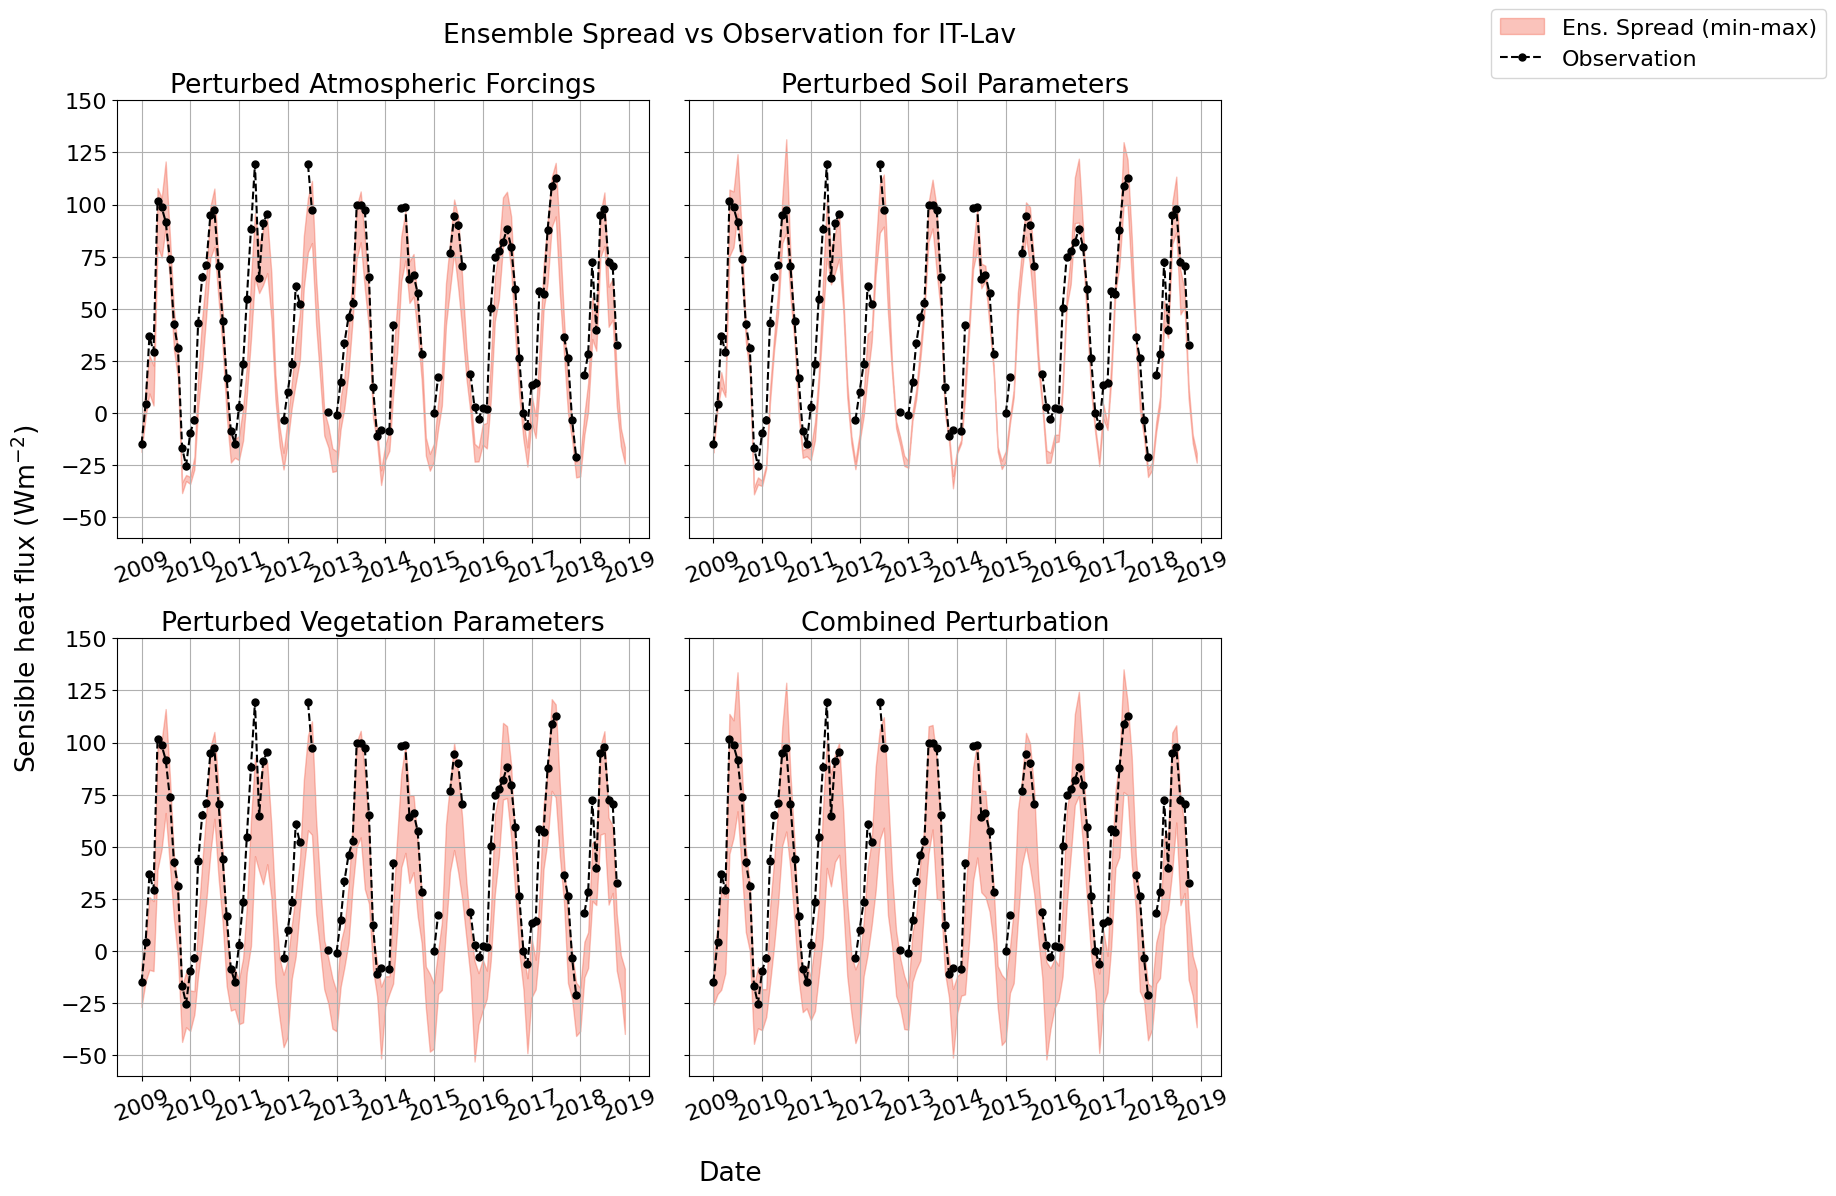 Ensemble Spread vs Observation for IT-Lav
Ens. Spread (min-max)
Observation
Perturbed Atmospheric Forcings
150
125
100
75
50
25
0
−25
−50
2009 2010 2011 2012 2013 2014 2015 2016 2017 2018 2019
Perturbed Soil Parameters
2009 2010 2011 2012 2013 2014 2015 2016 2017 2018 2019
Sensible heat flux (Wm⁻²)
Perturbed Vegetation Parameters
150
125
100
75
50
25
0
−25
−50
2009 2010 2011 2012 2013 2014 2015 2016 2017 2018 2019
Combined Perturbation
2009 2010 2011 2012 2013 2014 2015 2016 2017 2018 2019
Date